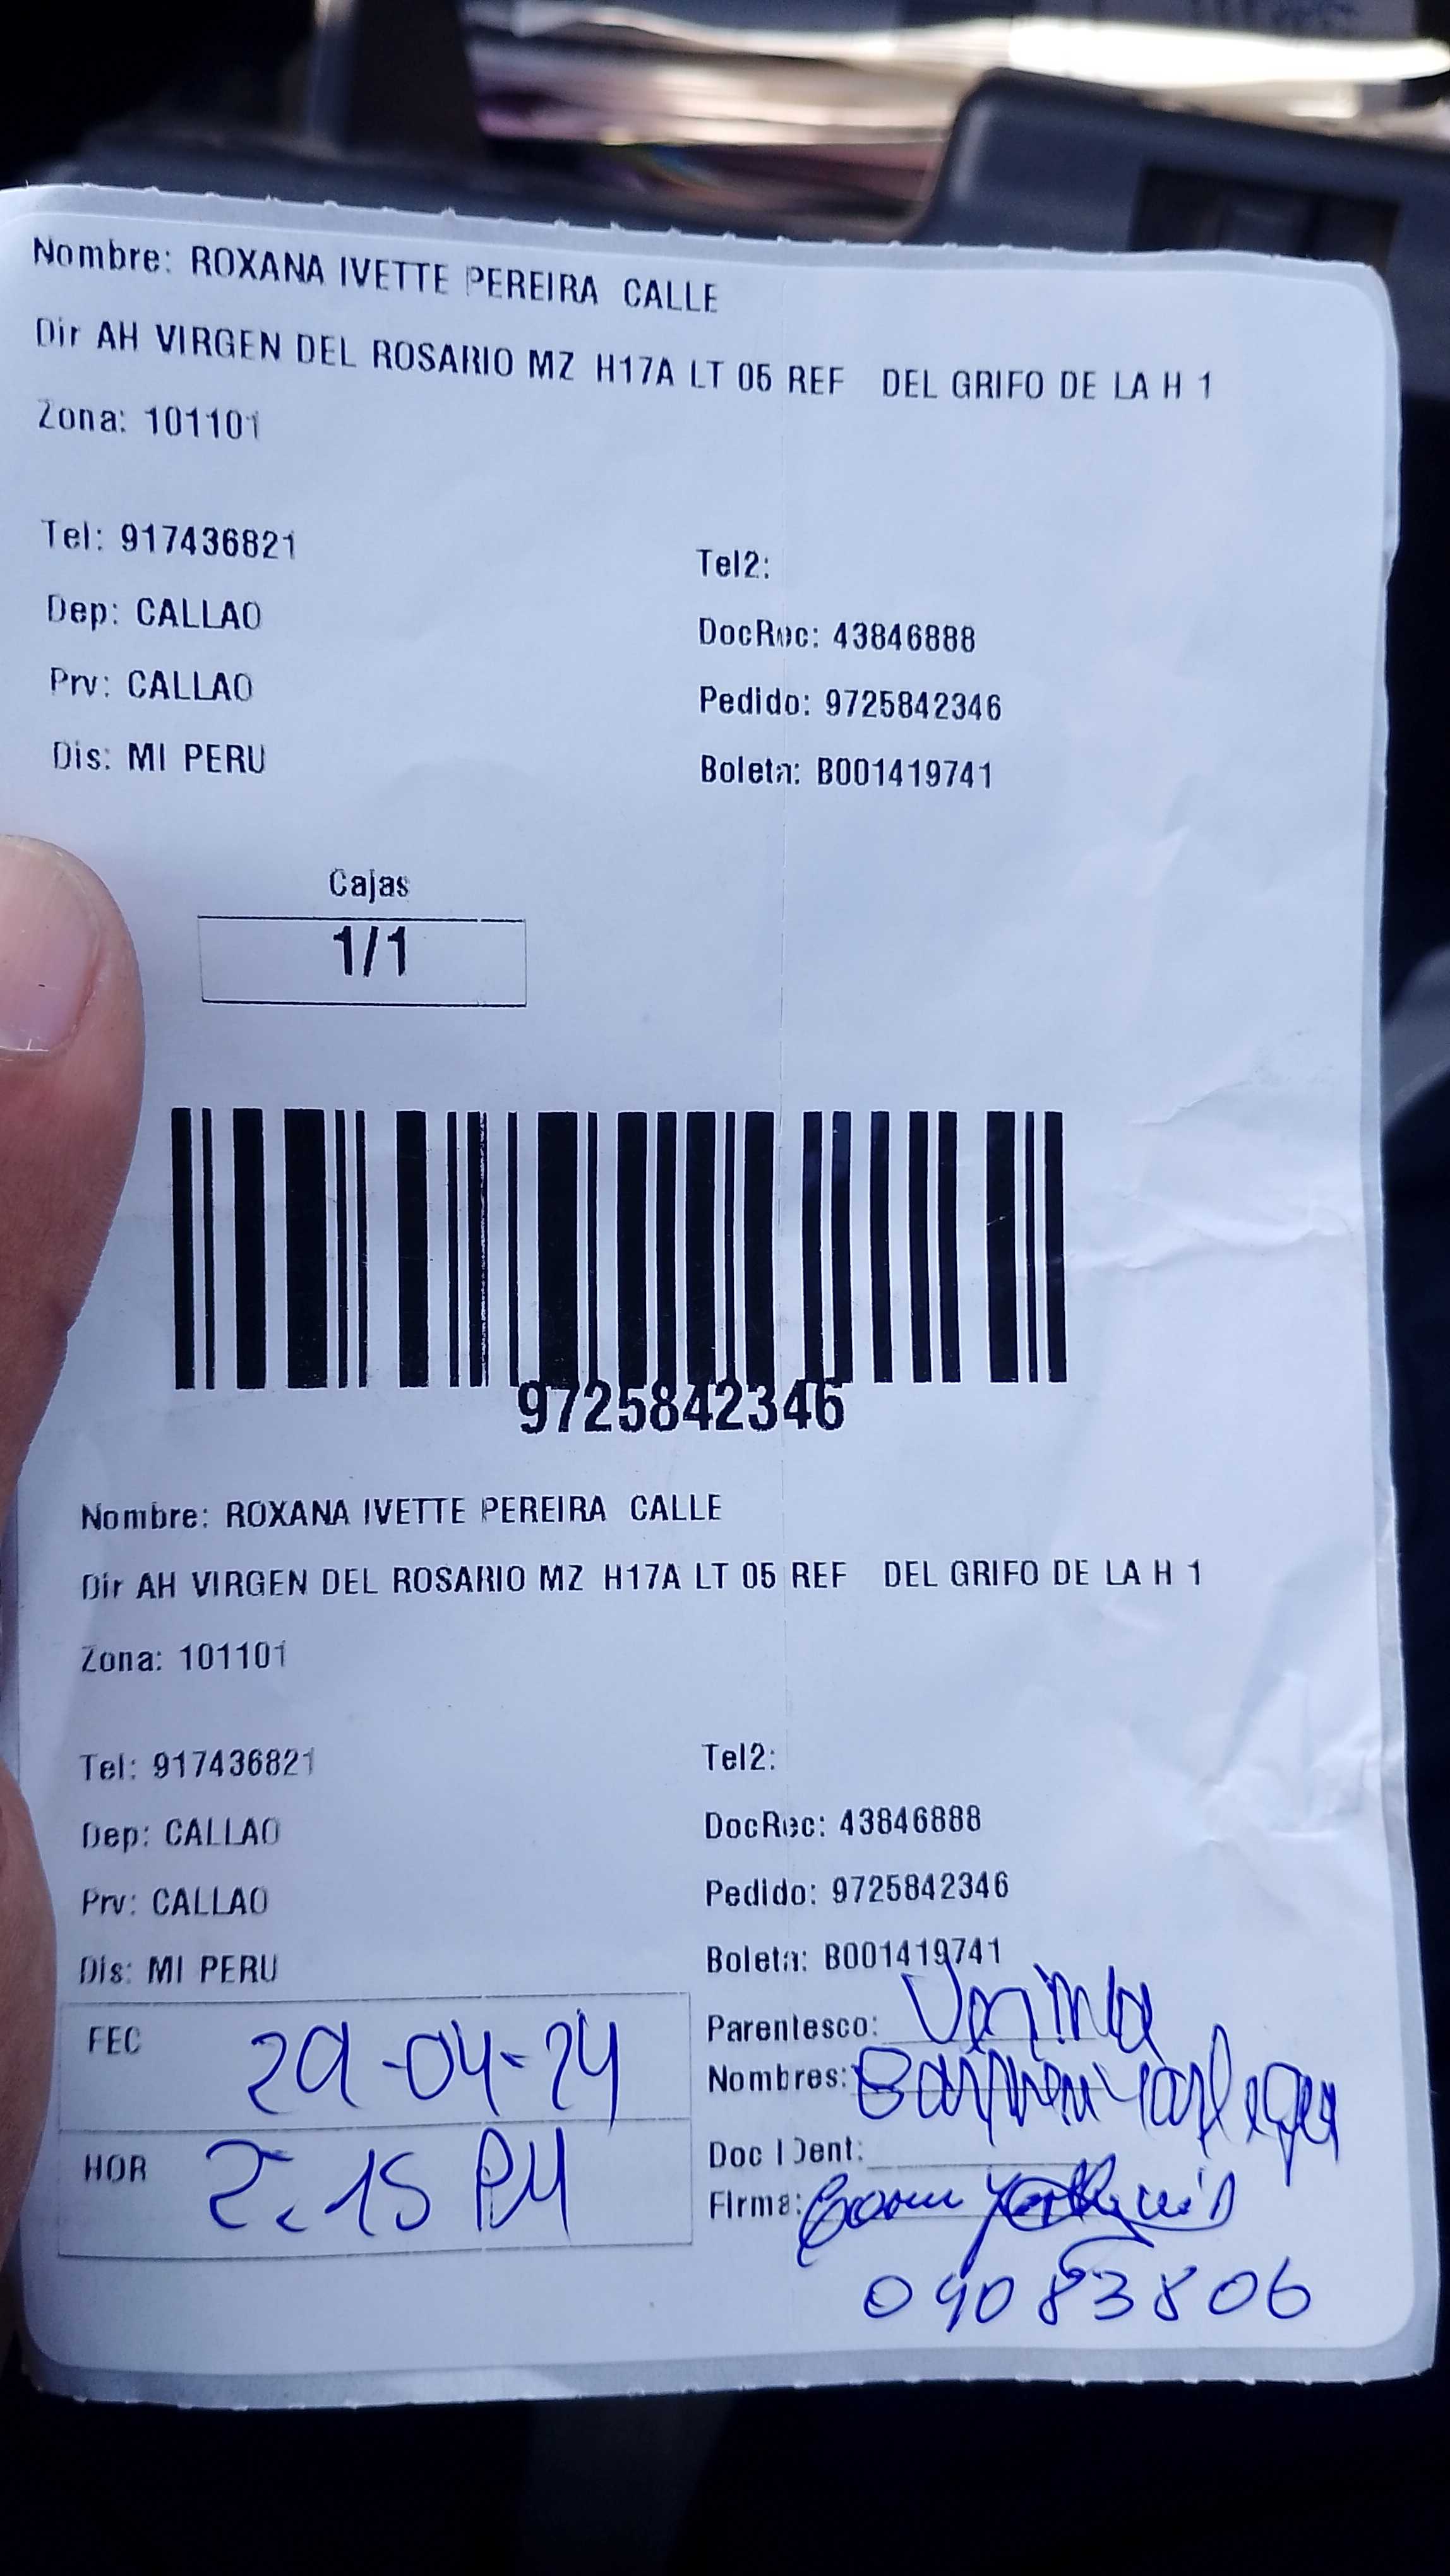 Nombre: ROXANA IVETTE PEREIRA CALLE
Dir AH VIRGEN DEL ROSARIO MZ H17A LT 05 REF DEL GRIFO DE LA H 1
Zona: 101101
Tel: 917436821 Tel2:
Dep: CALLAO DocRec: 43846888
Prv: CALLAO Pedido: 9725842346
Dis: MI PERU Boleta: B001419741
Cajas
1/1
9725842346
Nombre: ROXANA IVETTE PEREIRA CALLE
Dir AH VIRGEN DEL ROSARIO MZ H17A LT 05 REF DEL GRIFO DE LA H 1
Zona: 101101
Tel: 917436821 Tel2:
Dep: CALLAO DocRec: 43846888
Prv: CALLAO Pedido: 9725842346
Dis: MI PERU Boleta: B001419741
FEC 29-04-24 Parentesco:
Nombres:
HOR 2:15 PM Doc IDent:
Firma:
09083806